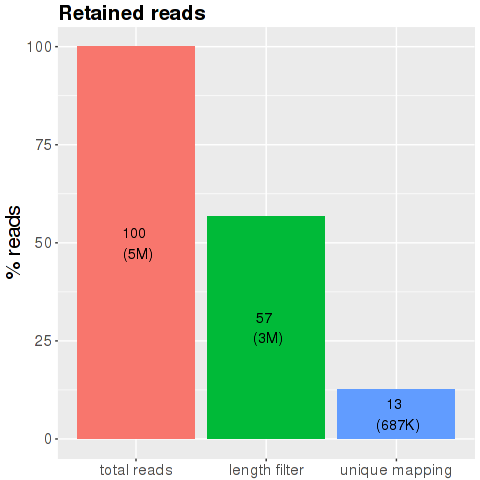 Retained reads
% reads
100
75
50
25
0
100
(5M)
57
(3M)
13
(687K)
total reads
length filter
unique mapping